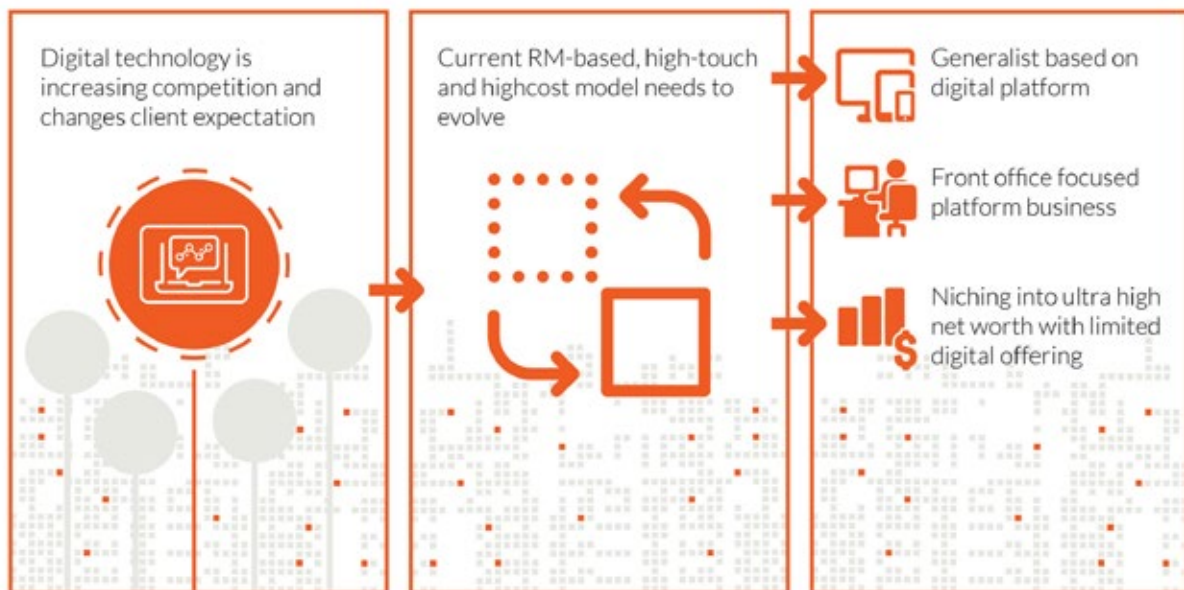 Digital technology is
increasing competition and
changes client expectation
Current RM-based, high-touch
and highcost model needs to
evolve
Generalist based on
digital platform
Front office focused
platform business
Niching into ultra high
net worth with limited
digital offering
$